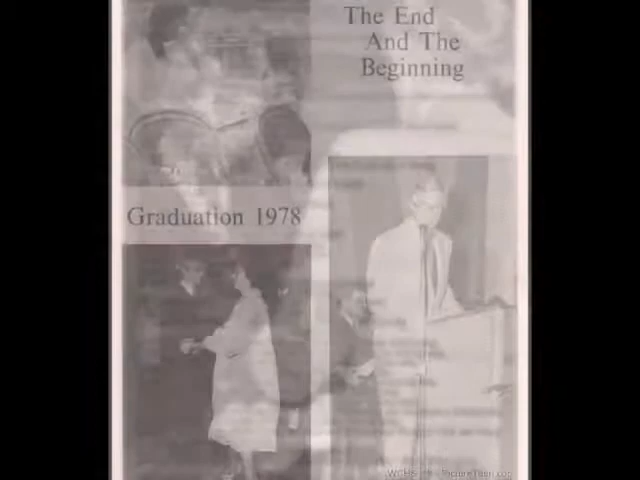 The End
And The
Beginning
Graduation 1978